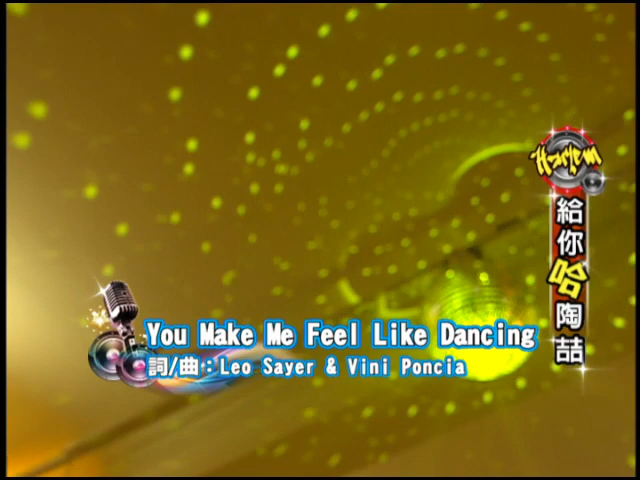 Harlem
給你哈陶喆
You Make Me Feel Like Dancing
詞/曲：Leo Sayer & Vini Poncia